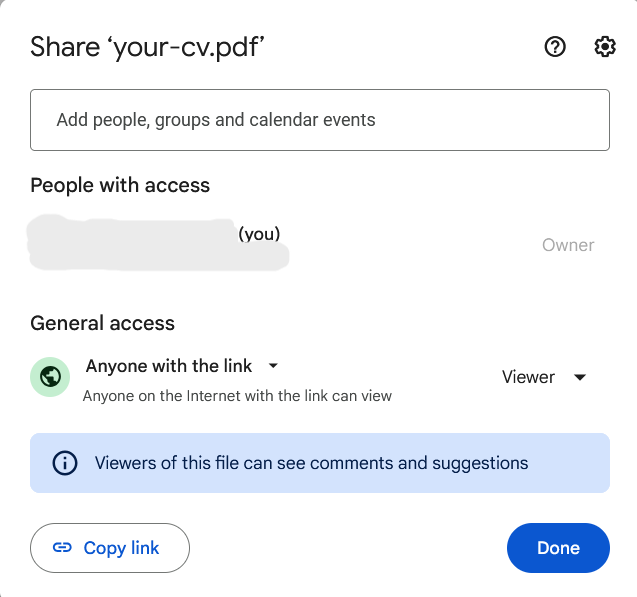 Share ‘your-cv.pdf’
Add people, groups and calendar events
People with access
(you)
Owner
General access
Anyone with the link
Anyone on the Internet with the link can view
Viewer
Viewers of this file can see comments and suggestions
Copy link
Done